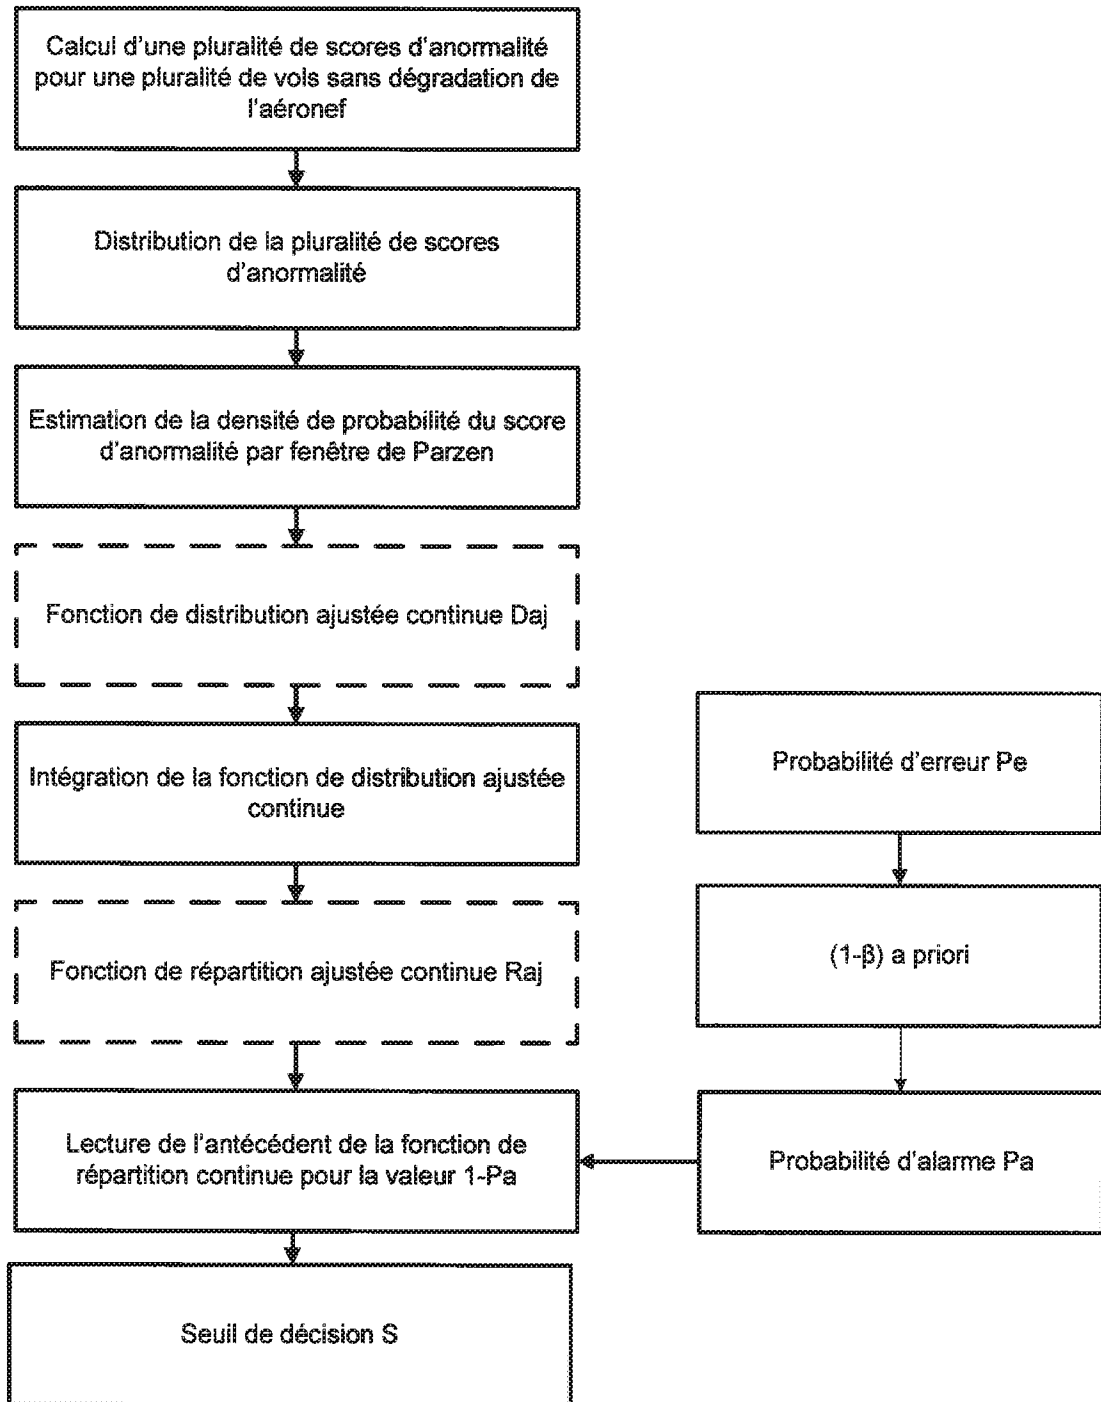 Calcul d'une pluralité de scores d'anormalité
pour une pluralité de vols sans dégradation de
l'aéronef
Distribution de la pluralité de scores
d'anormalité
Estimation de la densité de probabilité du score
d'anormalité par fenêtre de Parzen
Fonction de distribution ajustée continue Daj
Intégration de la fonction de distribution ajustée
continue
Fonction de répartition ajustée continue Raj
Lecture de l'antécédent de la fonction de
répartition continue pour la valeur 1-Pa
Seuil de décision S
Probabilité d'erreur Pe
(1-β) a priori
Probabilité d'alarme Pa